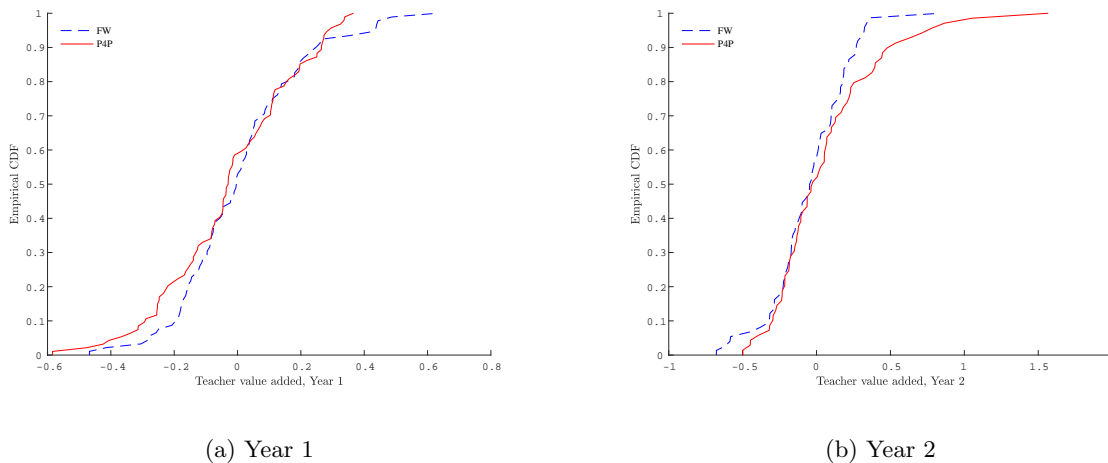 1
0.9
0.8
0.7
0.6
0.5
0.4
0.3
0.2
0.1
0
Empirical CDF
FW
P4P
-0.6 -0.4 -0.2 0 0.2 0.4 0.6 0.8
Teacher value added, Year 1
(a) Year 1
1
0.9
0.8
0.7
0.6
0.5
0.4
0.3
0.2
0.1
0
Empirical CDF
FW
P4P
-1 -0.5 0 0.5 1 1.5 2
Teacher value added, Year 2
(b) Year 2